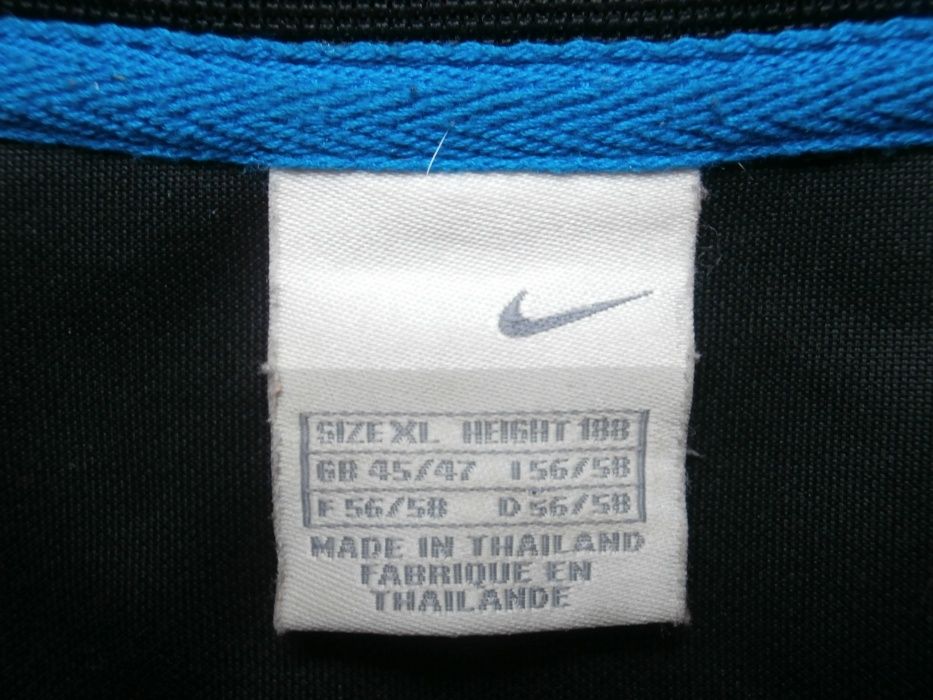 SIZE XL HEIGHT 188
GB 45/47 I 56/58
F 56/58 D 56/58
MADE IN THAILAND
FABRIQUE EN
THAILANDE